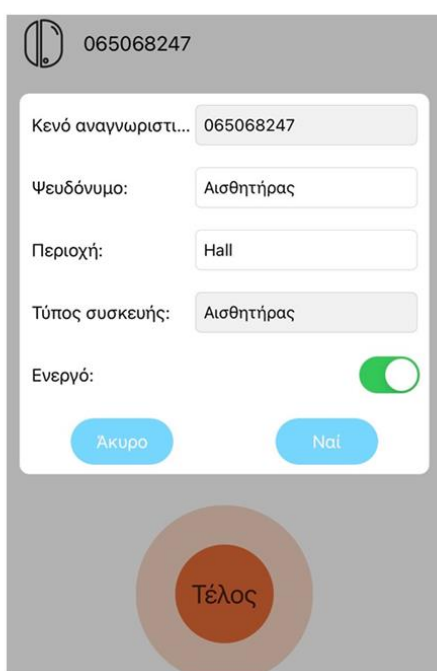 065068247
Κενό αναγνωριστι... 065068247
Ψευδόνυμο: Αισθητήρας
Περιοχή: Hall
Τύπος συσκευής: Αισθητήρας
Ενεργό:
Άκυρο Ναί
Τέλος